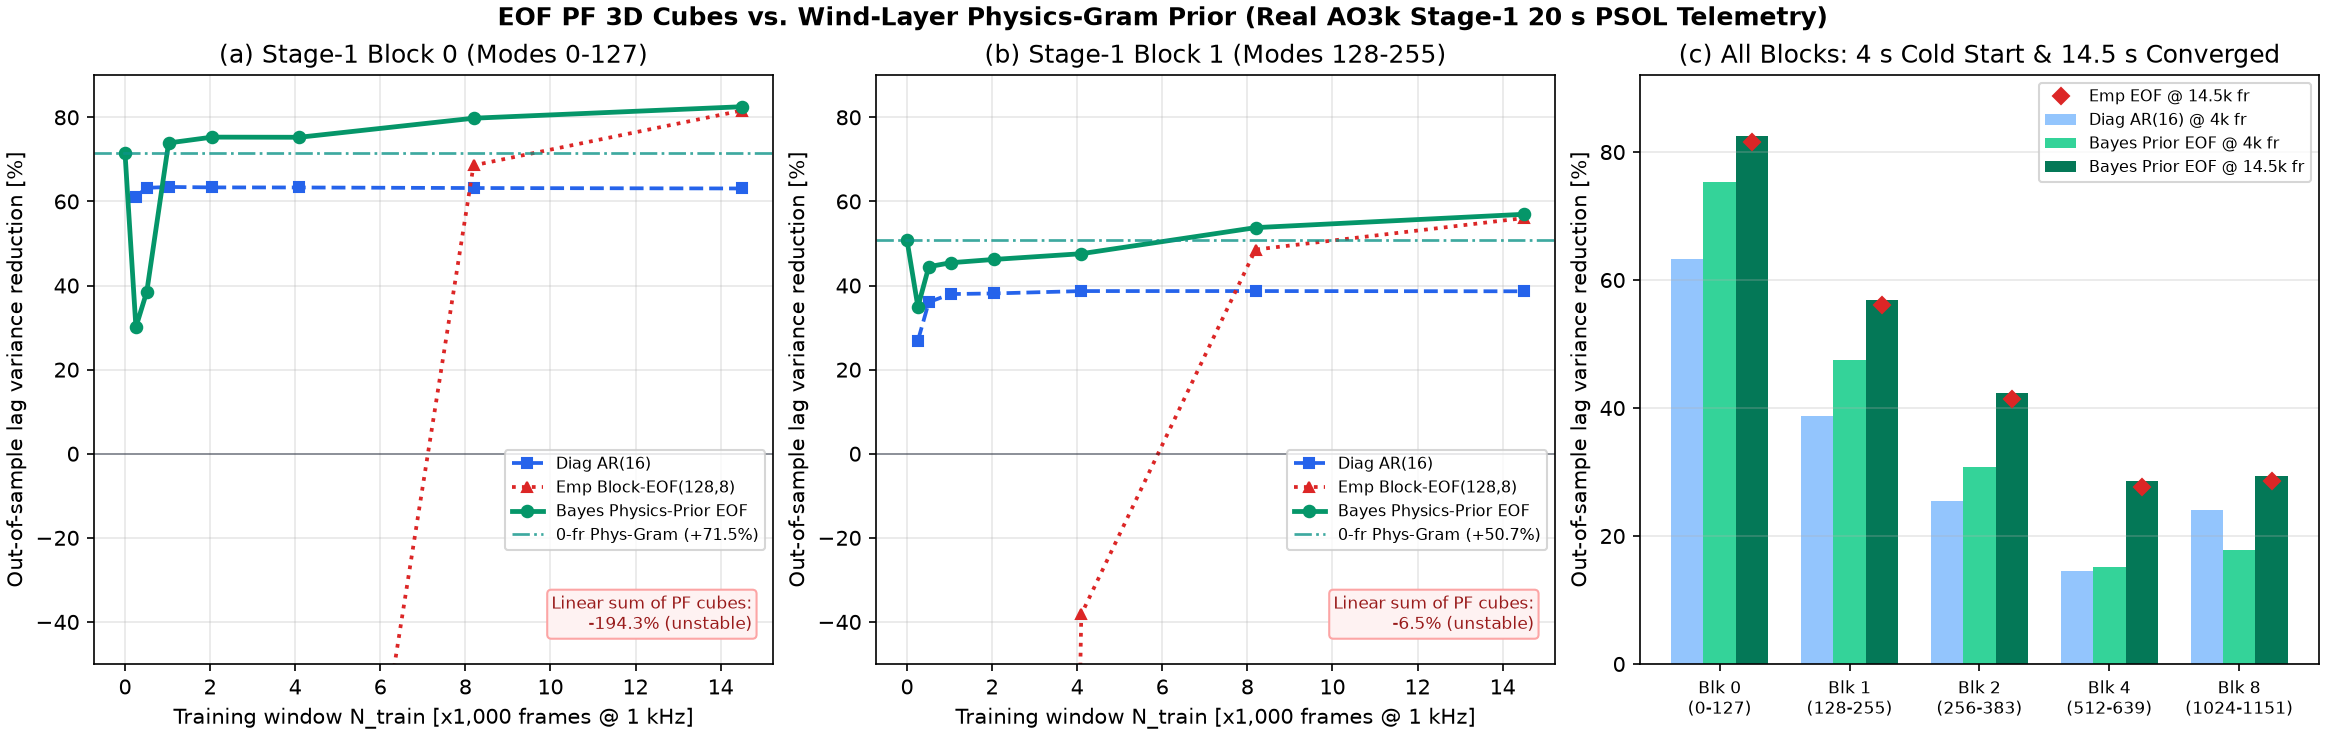 EOF PF 3D Cubes vs. Wind-Layer Physics-Gram Prior (Real AO3k Stage-1 20 s PSOL Telemetry)
(a) Stage-1 Block 0 (Modes 0-127)
Out-of-sample lag variance reduction [%]
80
60
40
20
0
−20
−40
0
2
4
6
8
10
12
14
Training window N_train [x1,000 frames @ 1 kHz]
Diag AR(16)
Emp Block-EOF(128,8)
Bayes Physics-Prior EOF
0-fr Phys-Gram (+71.5%)
Linear sum of PF cubes:
-194.3% (unstable)
(b) Stage-1 Block 1 (Modes 128-255)
Out-of-sample lag variance reduction [%]
80
60
40
20
0
−20
−40
0
2
4
6
8
10
12
14
Training window N_train [x1,000 frames @ 1 kHz]
Diag AR(16)
Emp Block-EOF(128,8)
Bayes Physics-Prior EOF
0-fr Phys-Gram (+50.7%)
Linear sum of PF cubes:
-6.5% (unstable)
(c) All Blocks: 4 s Cold Start & 14.5 s Converged
Out-of-sample lag variance reduction [%]
80
60
40
20
0
Emp EOF @ 14.5k fr
Diag AR(16) @ 4k fr
Bayes Prior EOF @ 4k fr
Bayes Prior EOF @ 14.5k fr
Blk 0
(0-127)
Blk 1
(128-255)
Blk 2
(256-383)
Blk 4
(512-639)
Blk 8
(1024-1151)